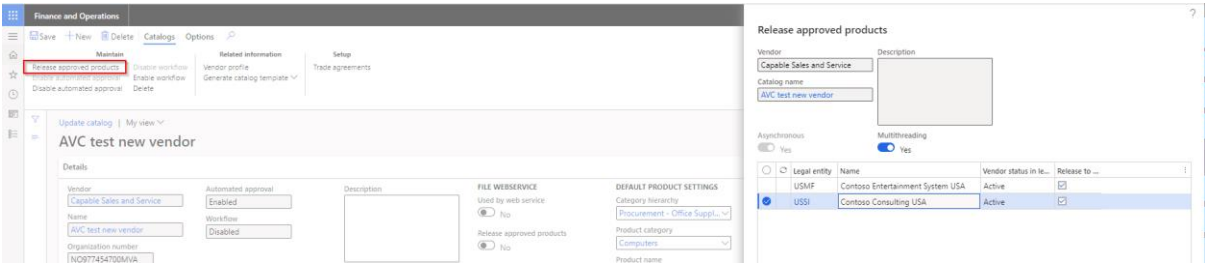 Finance and Operations
Save + New Delete Catalogs Options
Maintain Related information Setup
Release approved products Disable workflow Vendor profile Trade agreements
Enable automated approval Enable workflow Generate catalog template
Disable automated approval Delete
Update catalog | My view
AVC test new vendor
Details
Vendor Automated approval Description FILE WEBSERVICE DEFAULT PRODUCT SETTINGS
Capable Sales and Service Enabled Used by web service Category hierarchy
No Procurement - Office Suppl...
Name Workflow
AVC test new vendor Disabled Release approved products Product category
No Computers
Organization number
NO977454700MVA Product name
?
Release approved products
Vendor Description
Capable Sales and Service
Catalog name
AVC test new vendor
Asynchronous Multithreading
Yes Yes
Legal entity Name Vendor status in le... Release to ...
USMF Contoso Entertainment System USA Active
USSI Contoso Consulting USA Active